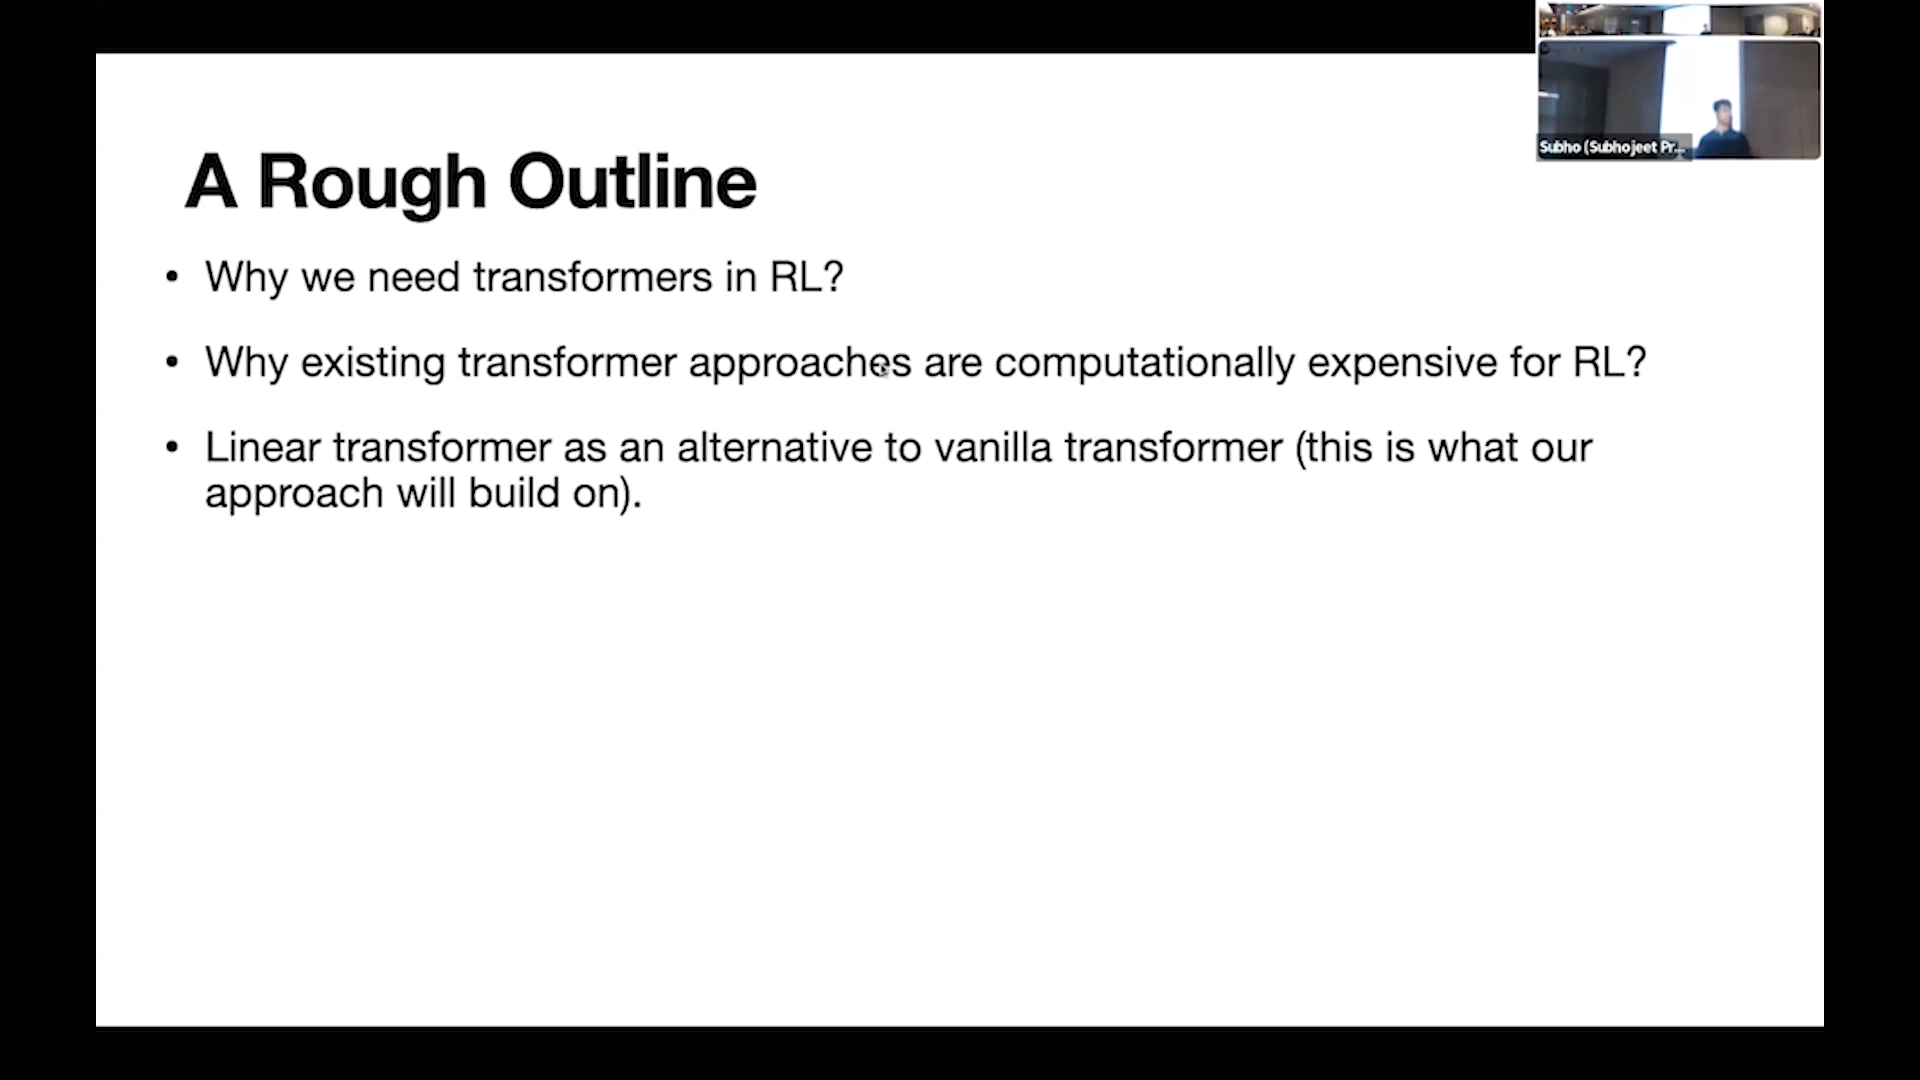 Subho (Subhojeet Pr...
A Rough Outline
• Why we need transformers in RL?
• Why existing transformer approaches are computationally expensive for RL?
• Linear transformer as an alternative to vanilla transformer (this is what our
approach will build on).